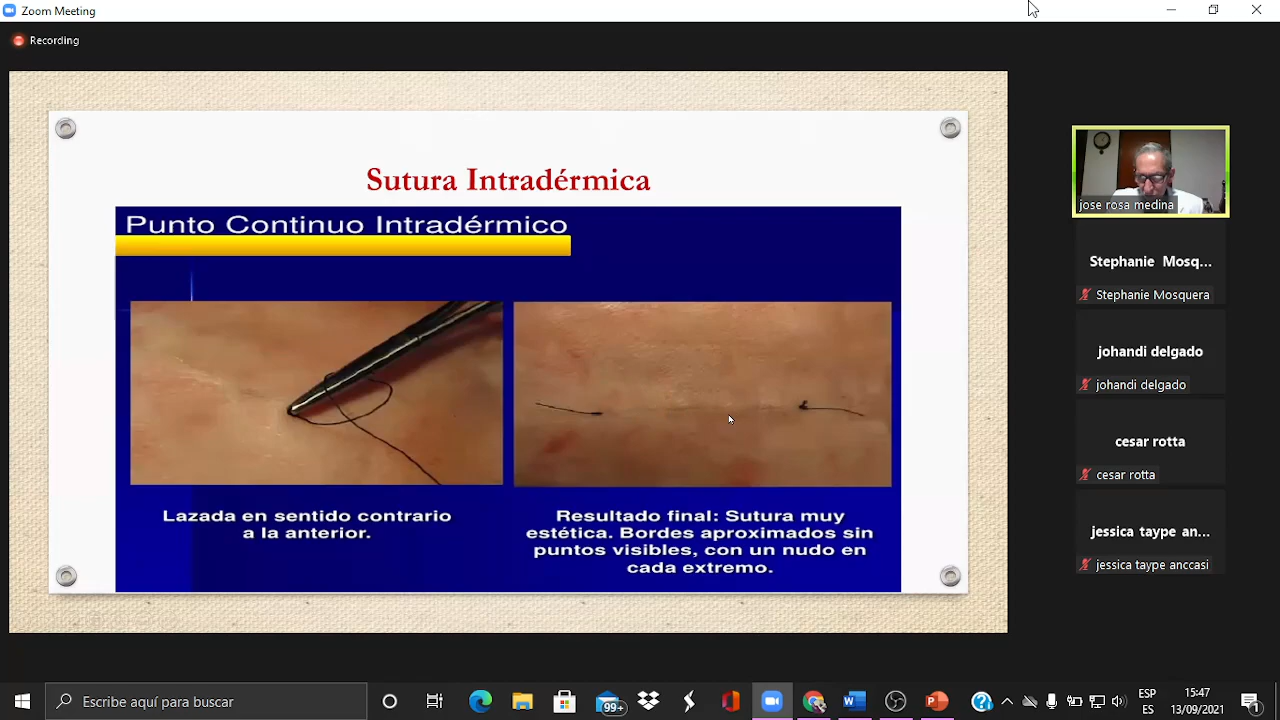 Zoom Meeting
Recording
Sutura Intradérmica
Punto Continuo Intradérmico
Lazada en sentido contrario
a la anterior.
Resultado final: Sutura muy
estética. Bordes aproximados sin
puntos visibles, con un nudo en
cada extremo.
jose rosa medina
Stephanie Mosq...
Stephanie Mosquera
johandi delgado
johandi delgado
cesar rotta
cesar rotta
jessica taype an...
jessica taype anccasi
Escribe aquí para buscar
99+
ESP
ES
15:47
13/09/2021
1